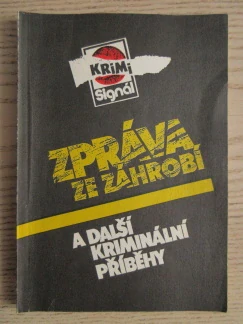 KRiMi
Signál
ZPRÁVA
ZE ZÁHROBÍ
A DALŠÍ
KRIMINÁLNÍ
PŘÍBĚHY